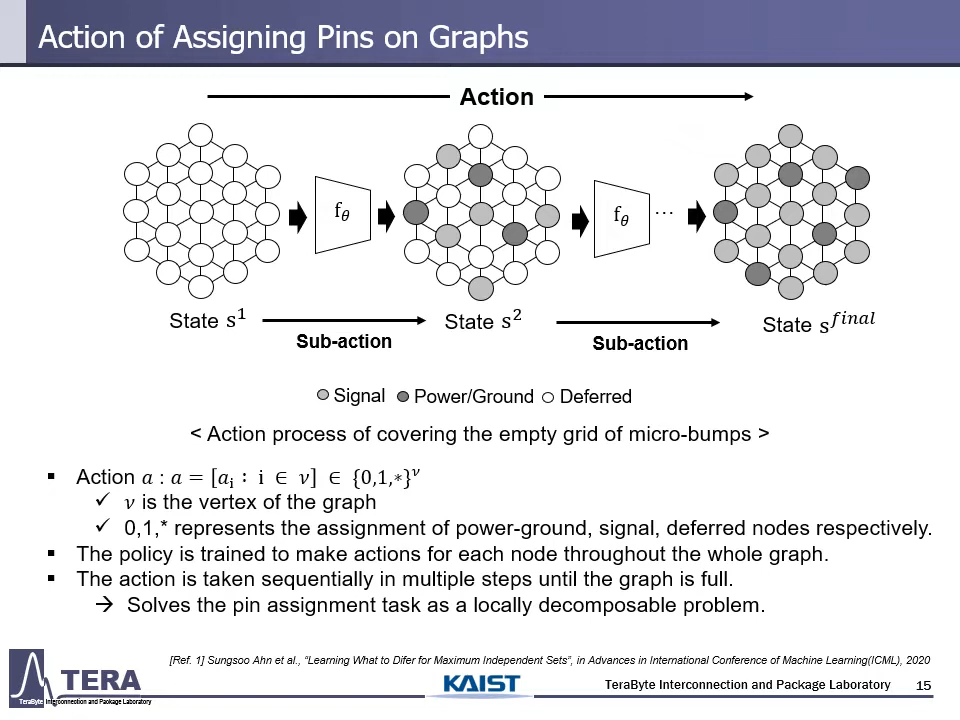 Action of Assigning Pins on Graphs
Action
f_θ
f_θ ...
State s^1
Sub-action
State s^2
Sub-action
State s^final
Signal Power/Ground Deferred
< Action process of covering the empty grid of micro-bumps >
▪ Action a : a = [a_i : i ∈ ν] ∈ {0,1,*}^ν
✓ ν is the vertex of the graph
✓ 0,1,* represents the assignment of power-ground, signal, deferred nodes respectively.
▪ The policy is trained to make actions for each node throughout the whole graph.
▪ The action is taken sequentially in multiple steps until the graph is full.
→ Solves the pin assignment task as a locally decomposable problem.
[Ref. 1] Sungsoo Ahn et al., “Learning What to Difer for Maximum Independent Sets”, in Advances in International Conference of Machine Learning(ICML), 2020
TERA
TeraByte Interconnection and Package Laboratory
KAIST
TeraByte Interconnection and Package Laboratory 15